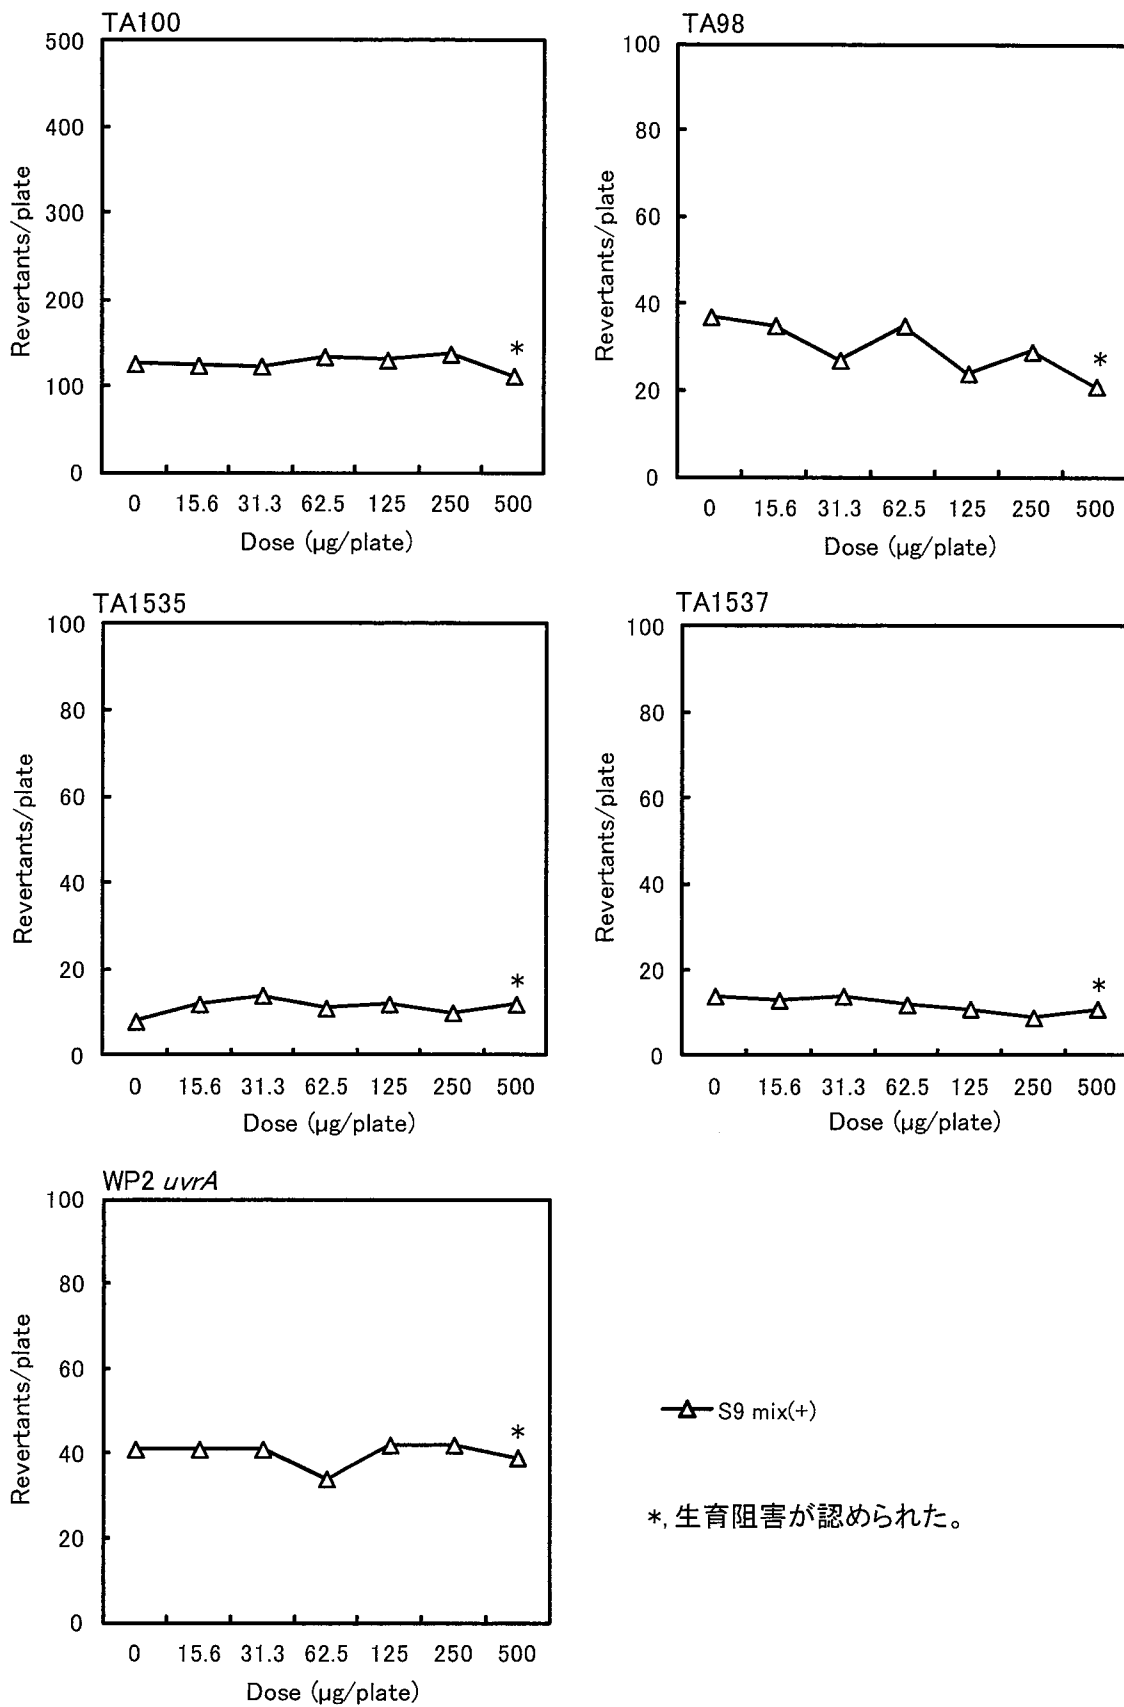 TA100
500
400
300
200
100
0
Revertants/plate
*
0 15.6 31.3 62.5 125 250 500
Dose (µg/plate)
TA98
100
80
60
40
20
0
Revertants/plate
*
0 15.6 31.3 62.5 125 250 500
Dose (µg/plate)
TA1535
100
80
60
40
20
0
Revertants/plate
*
0 15.6 31.3 62.5 125 250 500
Dose (µg/plate)
TA1537
100
80
60
40
20
0
Revertants/plate
*
0 15.6 31.3 62.5 125 250 500
Dose (µg/plate)
WP2 uvrA
100
80
60
40
20
0
Revertants/plate
*
0 15.6 31.3 62.5 125 250 500
Dose (µg/plate)
S9 mix(+)
*, 生育阻害が認められた。